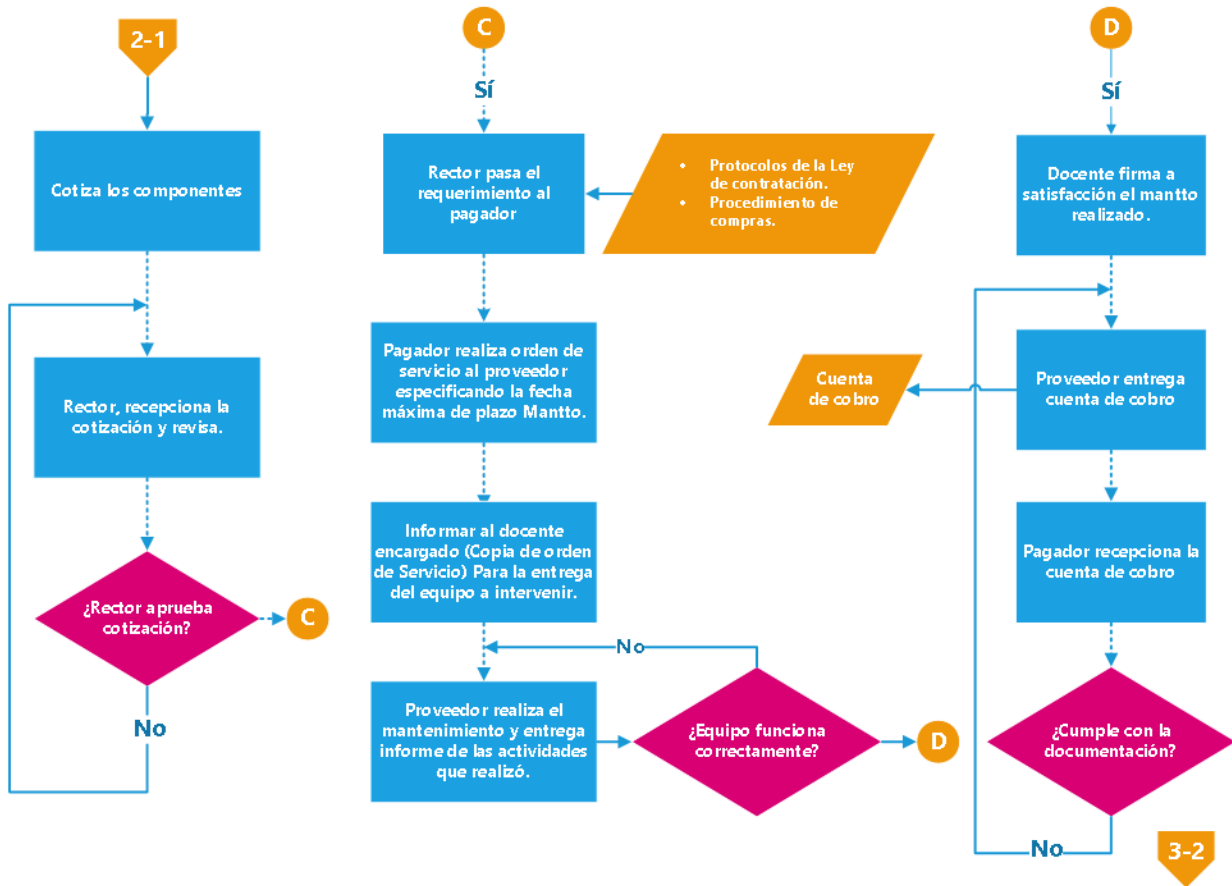 2-1
Cotiza los componentes
Rector, recepciona la
cotización y revisa.
¿Rector aprueba
cotización?
C
No
C
Sí
Rector pasa el
requerimiento al
pagador
• Protocolos de la Ley
de contratación.
• Procedimiento de
compras.
Pagador realiza orden de
servicio al proveedor
especificando la fecha
máxima de plazo Mantto.
Informar al docente
encargado (Copia de orden
de Servicio) Para la entrega
del equipo a intervenir.
No
Proveedor realiza el
mantenimiento y entrega
informe de las actividades
que realizó.
¿Equipo funciona
correctamente?
D
D
Sí
Docente firma a
satisfacción el mantto
realizado.
Proveedor entrega
cuenta de cobro
Cuenta
de cobro
Pagador recepciona la
cuenta de cobro
¿Cumple con la
documentación?
No
3-2